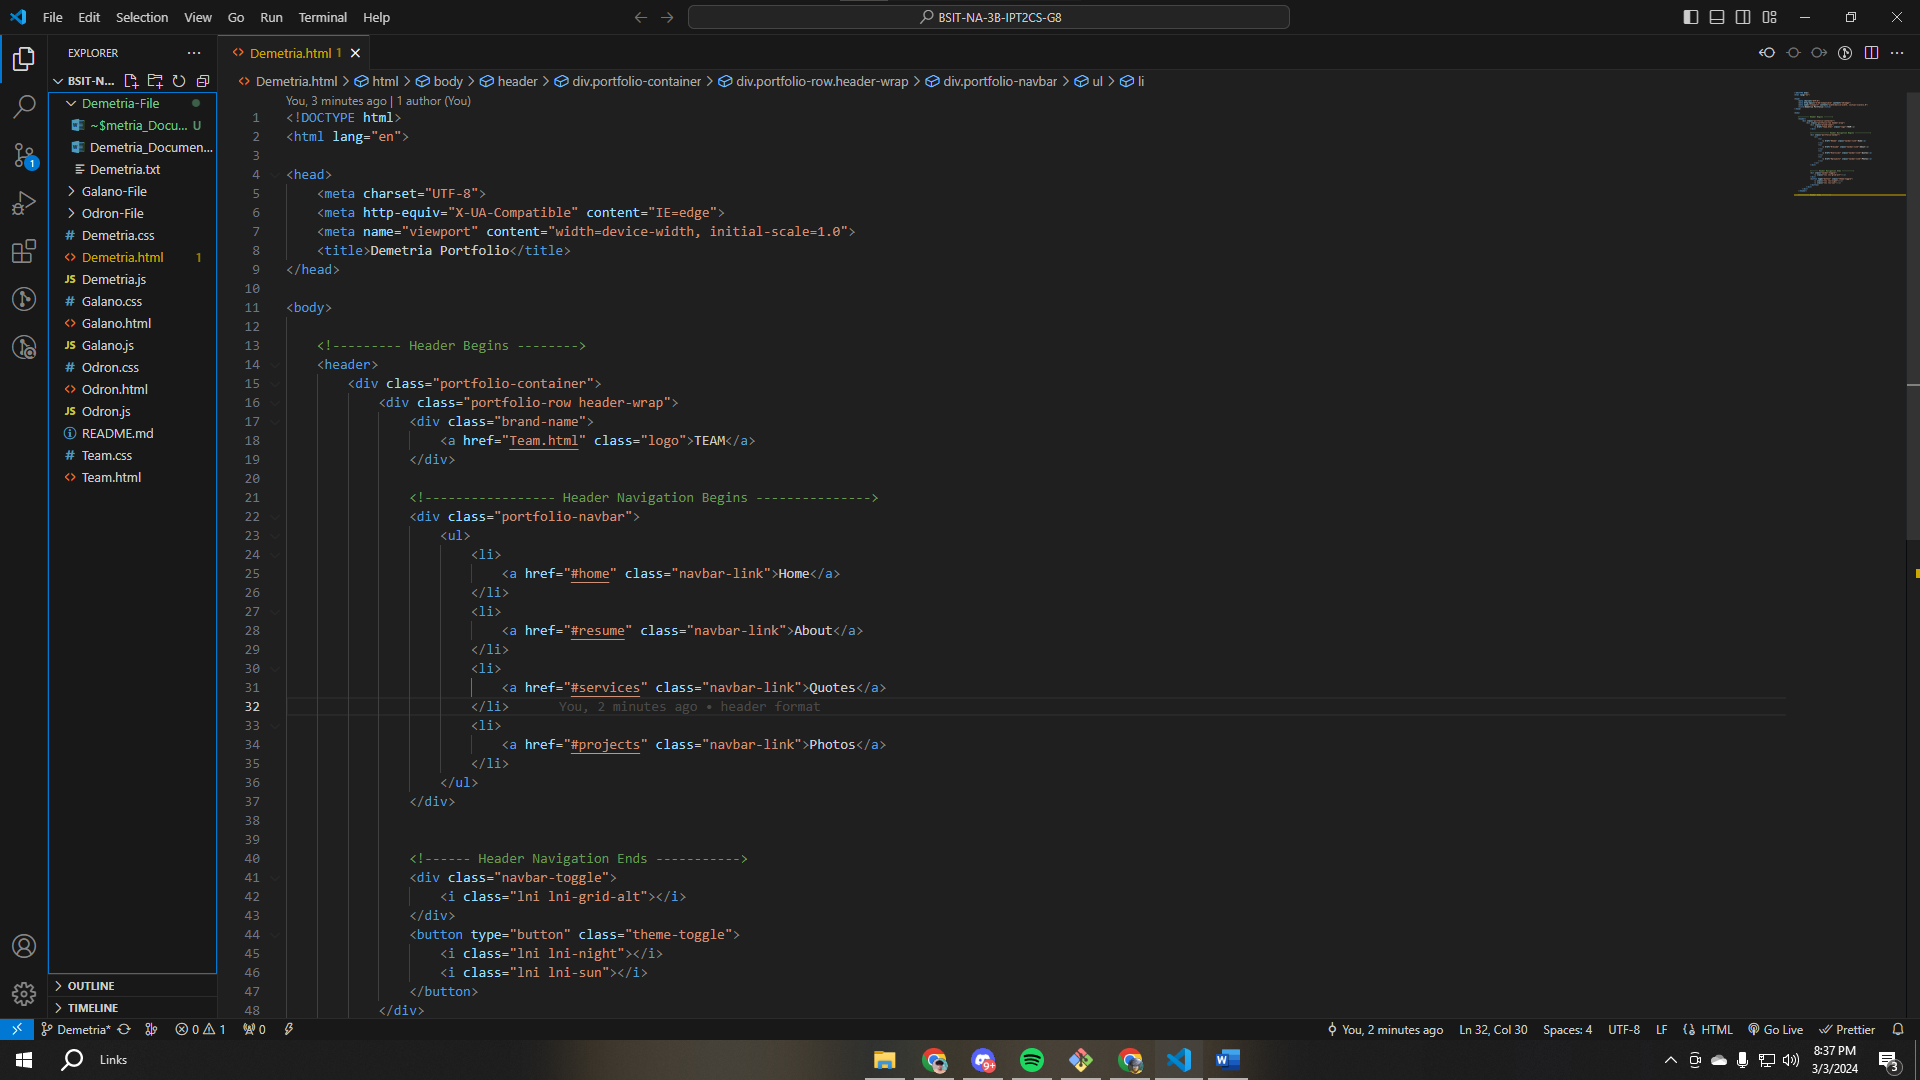 File Edit Selection View Go Run Terminal Help
BSIT-NA-3B-IPT2CS-G8
EXPLORER
BSIT-N...
Demetria-File
~$metria_Docu... U
Demetria_Documen...
Demetria.txt
Galano-File
Odron-File
Demetria.css
Demetria.html 1
Demetria.js
Galano.css
Galano.html
Galano.js
Odron.css
Odron.html
Odron.js
README.md
Team.css
Team.html
OUTLINE
TIMELINE
Demetria.html 1
Demetria.html > html > body > header > div.portfolio-container > div.portfolio-row.header-wrap > div.portfolio-navbar > ul > li
You, 3 minutes ago | 1 author (You)
1 <!DOCTYPE html>
2 <html lang="en">
3
4 <head>
5 <meta charset="UTF-8">
6 <meta http-equiv="X-UA-Compatible" content="IE=edge">
7 <meta name="viewport" content="width=device-width, initial-scale=1.0">
8 <title>Demetria Portfolio</title>
9 </head>
10
11 <body>
12
13 <!--------- Header Begins -------->
14 <header>
15 <div class="portfolio-container">
16 <div class="portfolio-row header-wrap">
17 <div class="brand-name">
18 <a href="Team.html" class="logo">TEAM</a>
19 </div>
20
21 <!----------------- Header Navigation Begins --------------->
22 <div class="portfolio-navbar">
23 <ul>
24 <li>
25 <a href="#home" class="navbar-link">Home</a>
26 </li>
27 <li>
28 <a href="#resume" class="navbar-link">About</a>
29 </li>
30 <li>
31 <a href="#services" class="navbar-link">Quotes</a>
32 </li> You, 2 minutes ago • header format
33 <li>
34 <a href="#projects" class="navbar-link">Photos</a>
35 </li>
36 </ul>
37 </div>
38
39
40 <!------ Header Navigation Ends ----------->
41 <div class="navbar-toggle">
42 <i class="lni lni-grid-alt"></i>
43 </div>
44 <button type="button" class="theme-toggle">
45 <i class="lni lni-night"></i>
46 <i class="lni lni-sun"></i>
47 </button>
48 </div>
1
Demetria* 0 1 0
You, 2 minutes ago Ln 32, Col 30 Spaces: 4 UTF-8 LF HTML Go Live Prettier
Links
9+
8:37 PM
3/3/2024
3